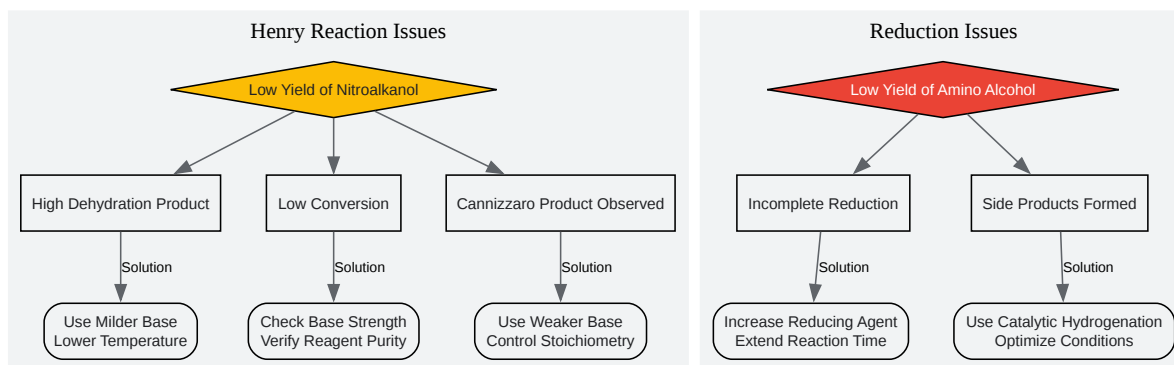 Henry Reaction Issues
Low Yield of Nitroalkanol
High Dehydration Product
Low Conversion
Cannizzaro Product Observed
Solution
Solution
Solution
Use Milder Base
Lower Temperature
Check Base Strength
Verify Reagent Purity
Use Weaker Base
Control Stoichiometry
Reduction Issues
Low Yield of Amino Alcohol
Incomplete Reduction
Side Products Formed
Solution
Solution
Increase Reducing Agent
Extend Reaction Time
Use Catalytic Hydrogenation
Optimize Conditions